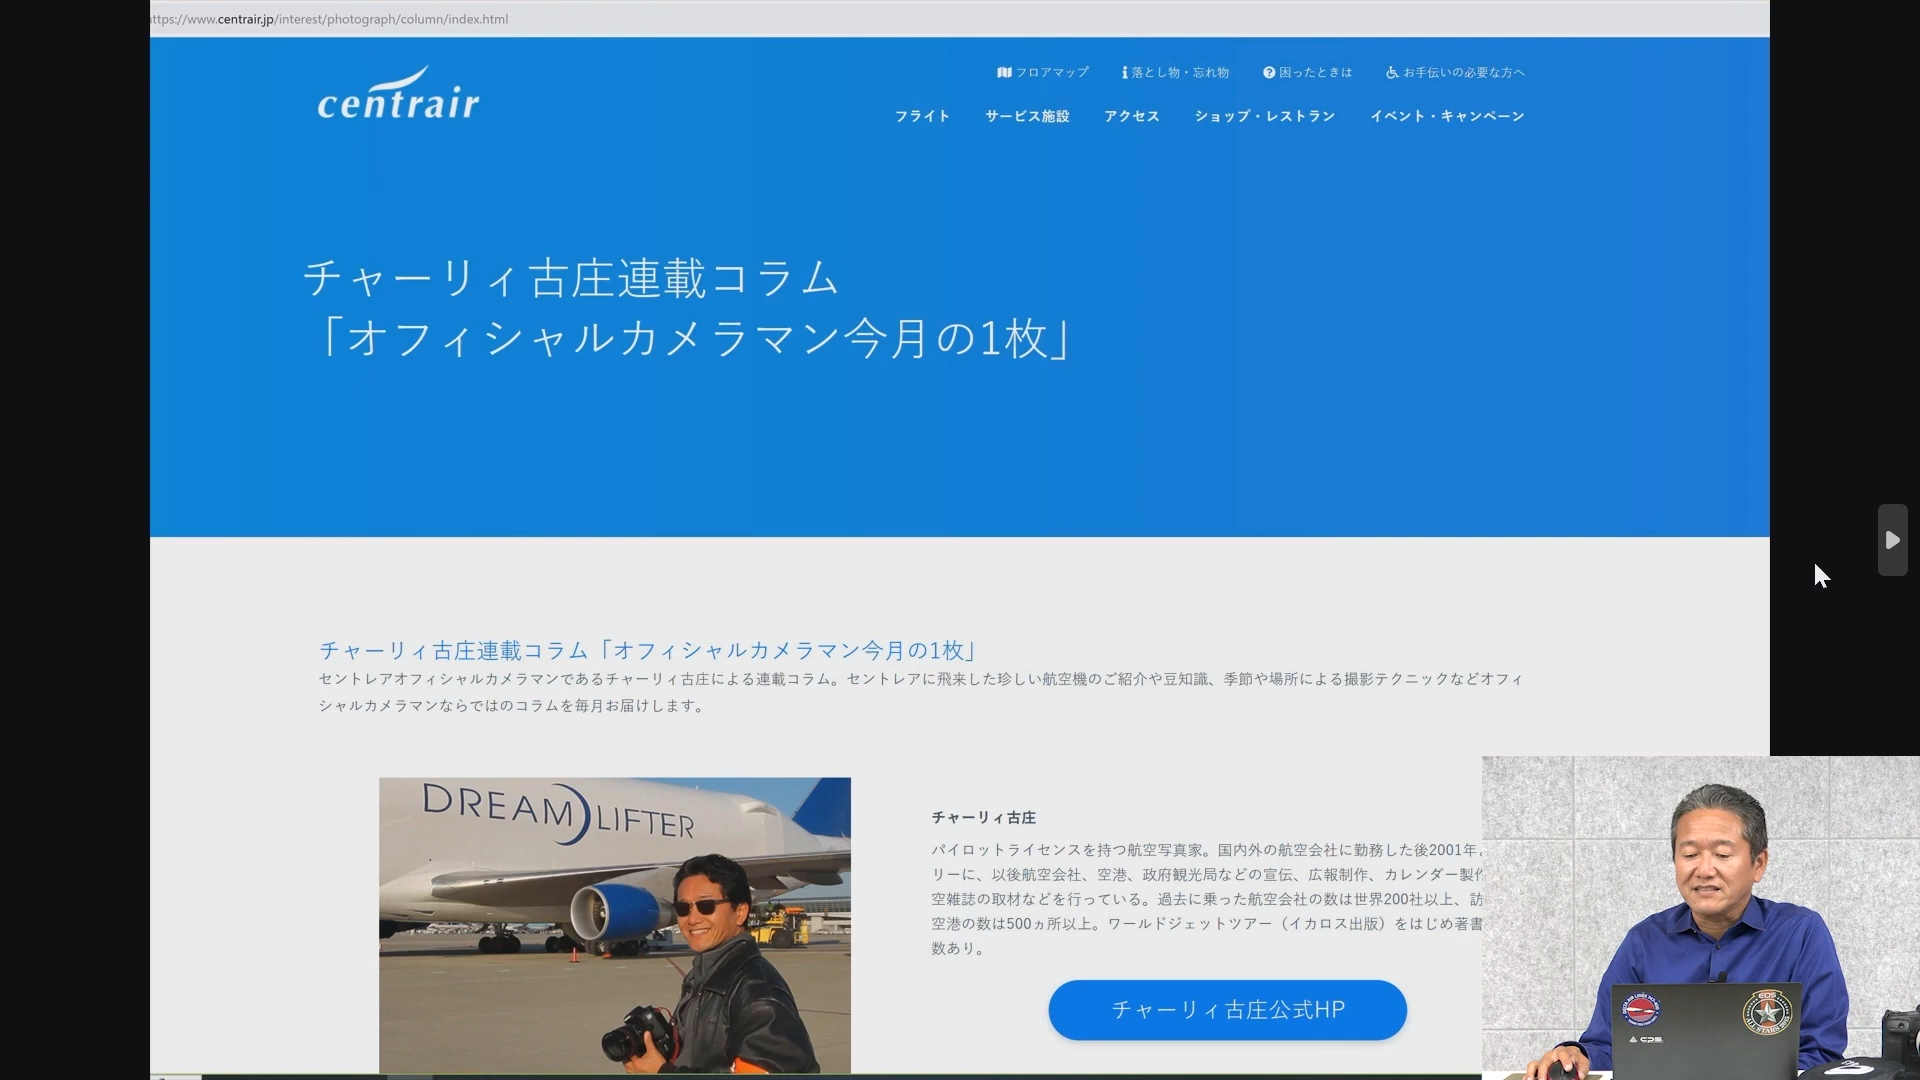 ttps://www.centrair.jp/interest/photograph/column/index.html
centrair
フロアマップ 落とし物・忘れ物 困ったときは お手伝いの必要な方へ
フライト サービス施設 アクセス ショップ・レストラン イベント・キャンペーン
チャーリィ古庄連載コラム
「オフィシャルカメラマン今月の1枚」
チャーリィ古庄連載コラム「オフィシャルカメラマン今月の1枚」
セントレアオフィシャルカメラマンであるチャーリィ古庄による連載コラム。セントレアに飛来した珍しい航空機のご紹介や豆知識、季節や場所による撮影テクニックなどオフィ
シャルカメラマンならではのコラムを毎月お届けします。
DREAM LIFTER
チャーリィ古庄
パイロットライセンスを持つ航空写真家。国内外の航空会社に勤務した後2001年
リーに、以後航空会社、空港、政府観光局などの宣伝、広報制作、カレンダー製
空雑誌の取材などを行っている。過去に乗った航空会社の数は世界200社以上、訪
空港の数は500ヵ所以上。ワールドジェットツアー（イカロス出版）をはじめ著書
数あり。
チャーリィ古庄公式HP
EOS
CPS